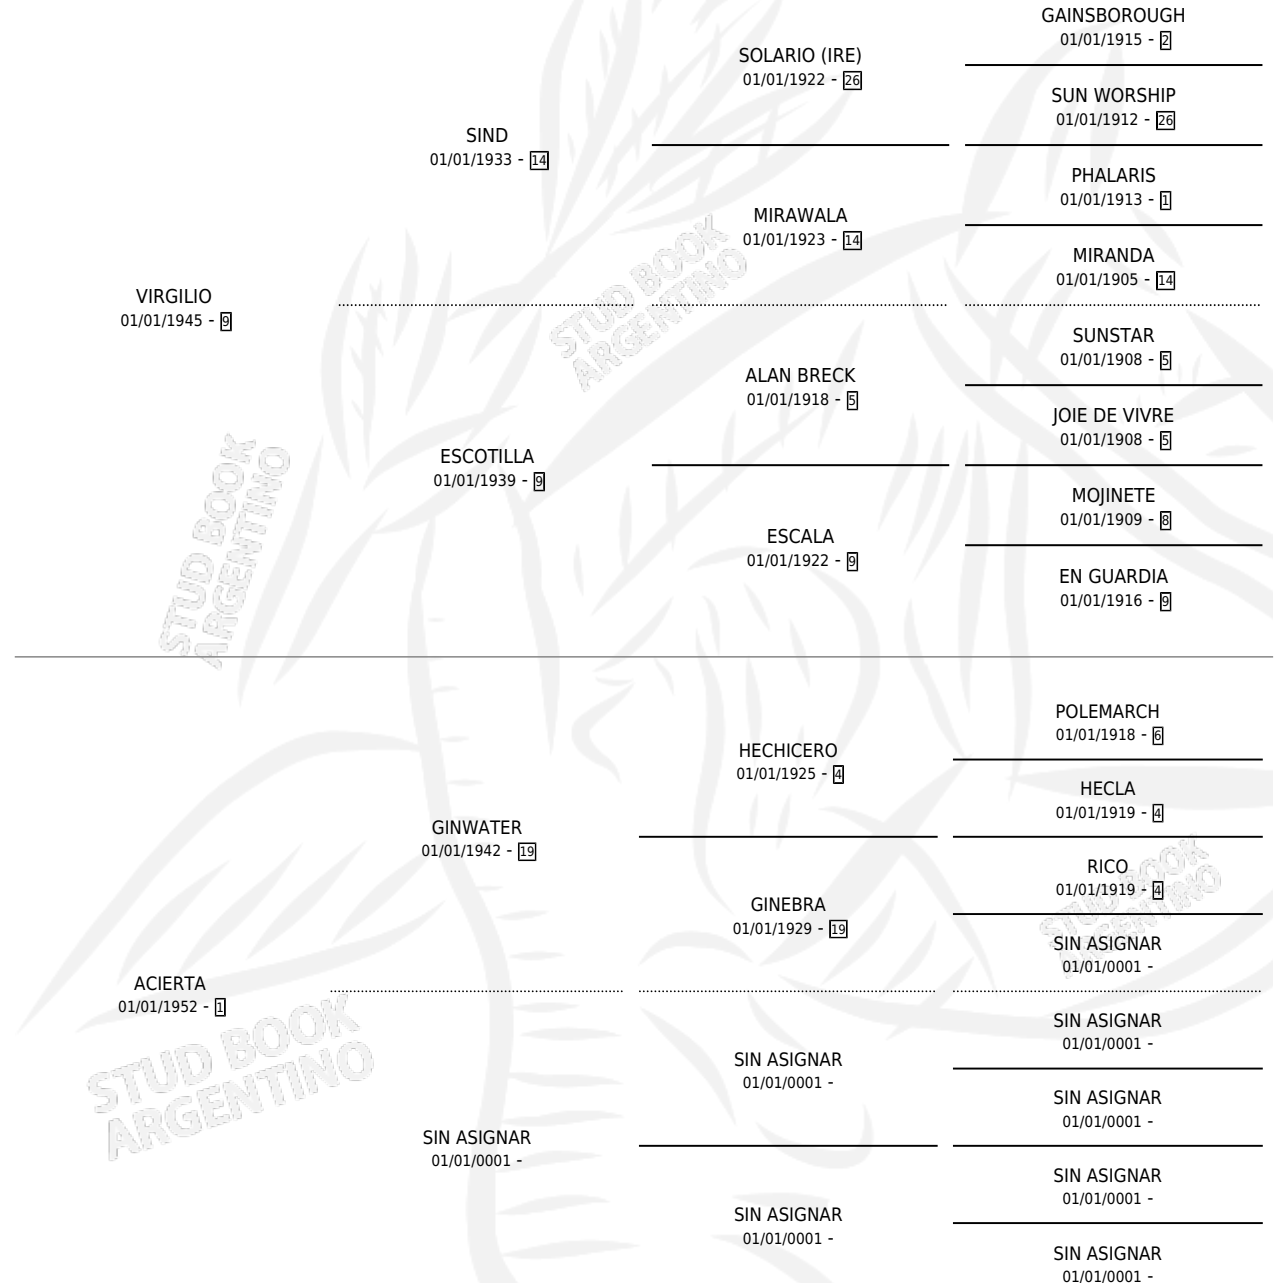 GAINSBOROUGH
01/01/1915 - 2
SOLARIO (IRE)
01/01/1922 - 26
SUN WORSHIP
01/01/1912 - 26
SIND
01/01/1933 - 14
PHALARIS
01/01/1913 - 1
MIRAWALA
01/01/1923 - 14
MIRANDA
01/01/1905 - 14
VIRGILIO
01/01/1945 - 9
STUD BOOK
ARGENTINO
SUNSTAR
01/01/1908 - 5
ALAN BRECK
01/01/1918 - 5
JOIE DE VIVRE
01/01/1908 - 5
ESCOTILLA
01/01/1939 - 9
MOJINETE
01/01/1909 - 8
ESCALA
01/01/1922 - 9
EN GUARDIA
01/01/1916 - 9
STUD BOOK
ARGENTINO
POLEMARCH
01/01/1918 - 6
HECHICERO
01/01/1925 - 4
HECLA
01/01/1919 - 4
GINWATER
01/01/1942 - 19
RICO
01/01/1919 - 4
GINEBRA
01/01/1929 - 19
SIN ASIGNAR
01/01/0001 -
STUD BOOK
ARGENTINO
ACIERTA
01/01/1952 - 1
SIN ASIGNAR
01/01/0001 -
SIN ASIGNAR
01/01/0001 -
SIN ASIGNAR
01/01/0001 -
STUD BOOK
ARGENTINO
SIN ASIGNAR
01/01/0001 -
SIN ASIGNAR
01/01/0001 -
SIN ASIGNAR
01/01/0001 -
SIN ASIGNAR
01/01/0001 -